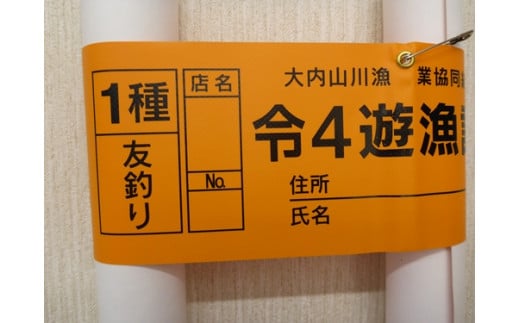 1種
友釣り
店名
No.
大内山川漁 業協同
令4遊漁
住所
氏名